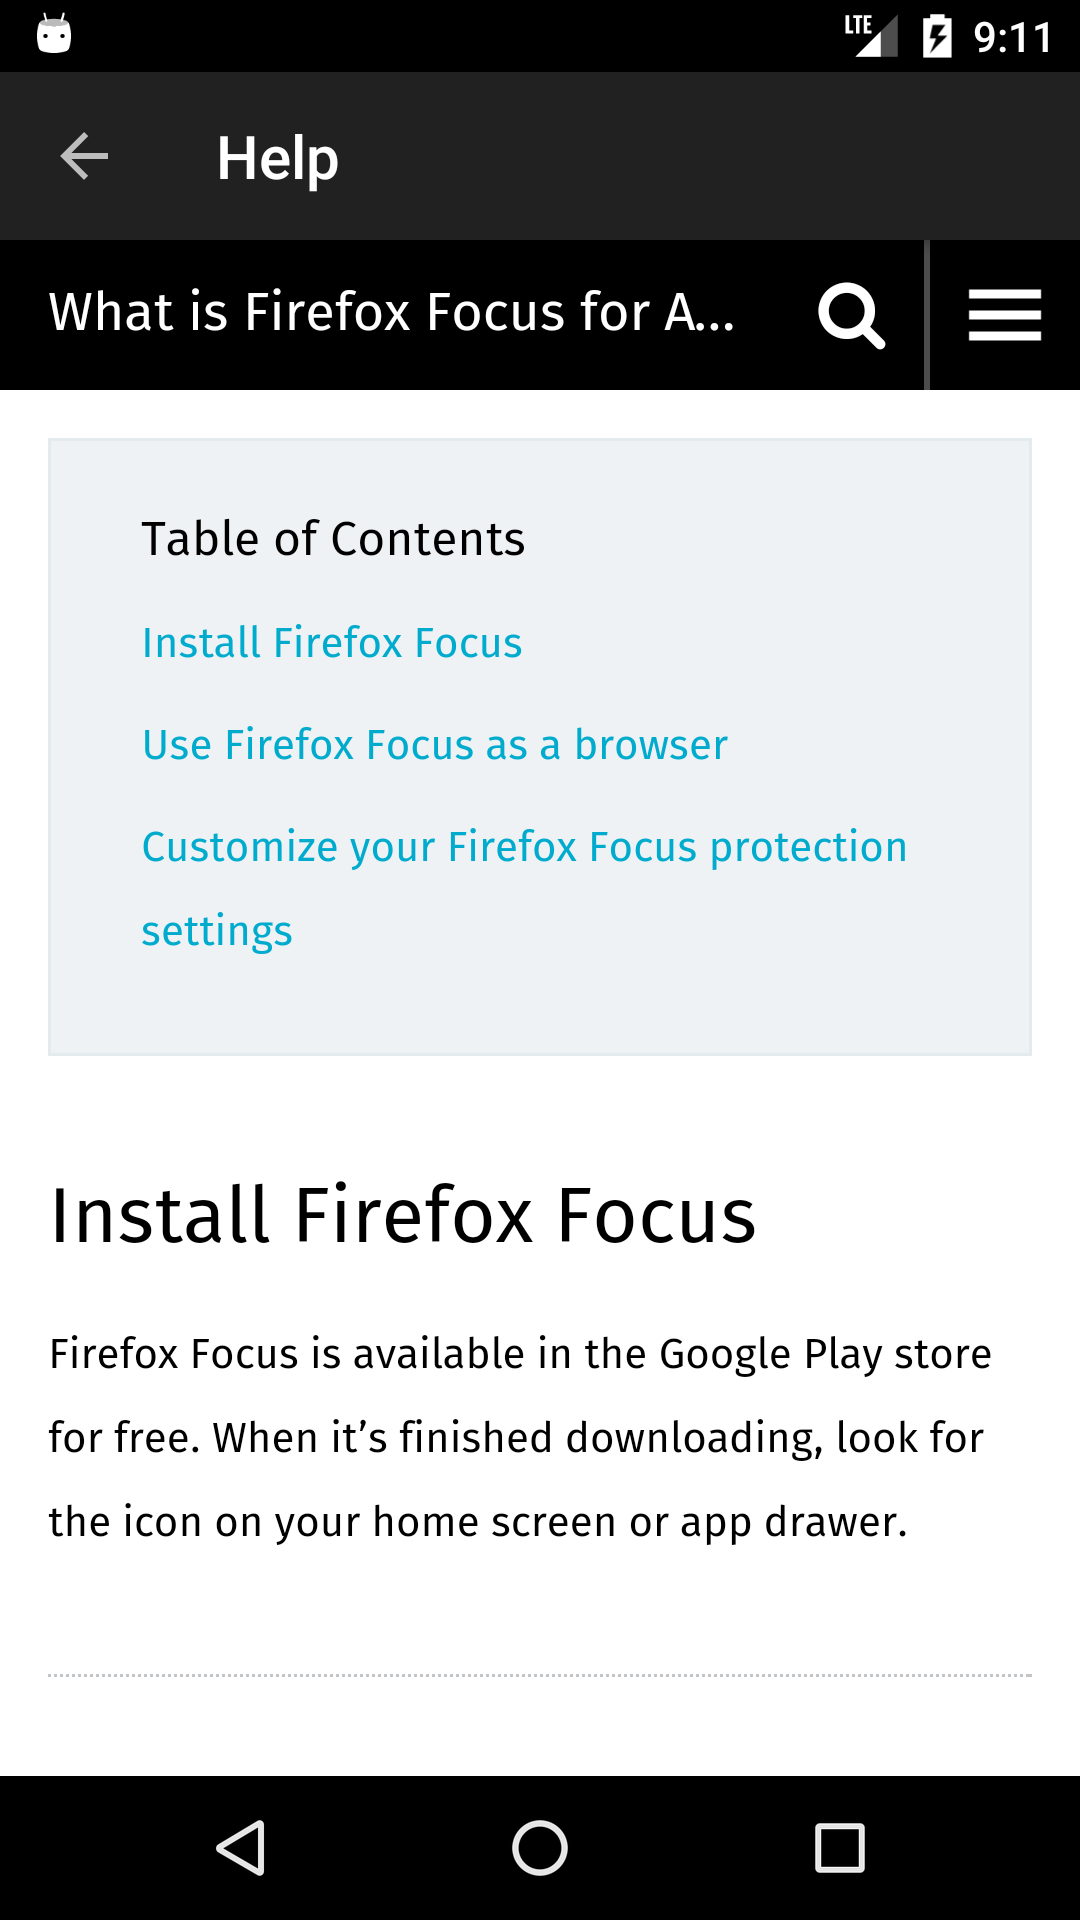 LTE 9:11
Help
What is Firefox Focus for A...
Table of Contents
Install Firefox Focus
Use Firefox Focus as a browser
Customize your Firefox Focus protection
settings
Install Firefox Focus
Firefox Focus is available in the Google Play store
for free. When it’s finished downloading, look for
the icon on your home screen or app drawer.